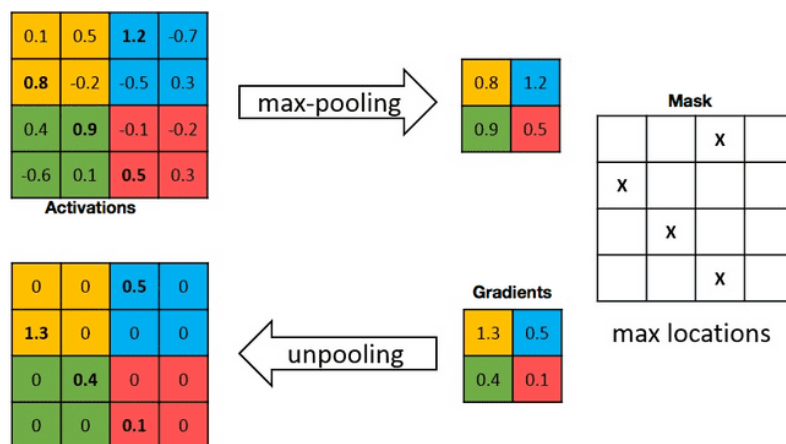 0.1 0.5 1.2 -0.7
0.8 -0.2 -0.5 0.3
0.4 0.9 -0.1 -0.2
-0.6 0.1 0.5 0.3
Activations
max-pooling
0.8 1.2
0.9 0.5
Mask
X
X
X
X
max locations
0 0 0.5 0
1.3 0 0 0
0 0.4 0 0
0 0 0.1 0
unpooling
Gradients
1.3 0.5
0.4 0.1